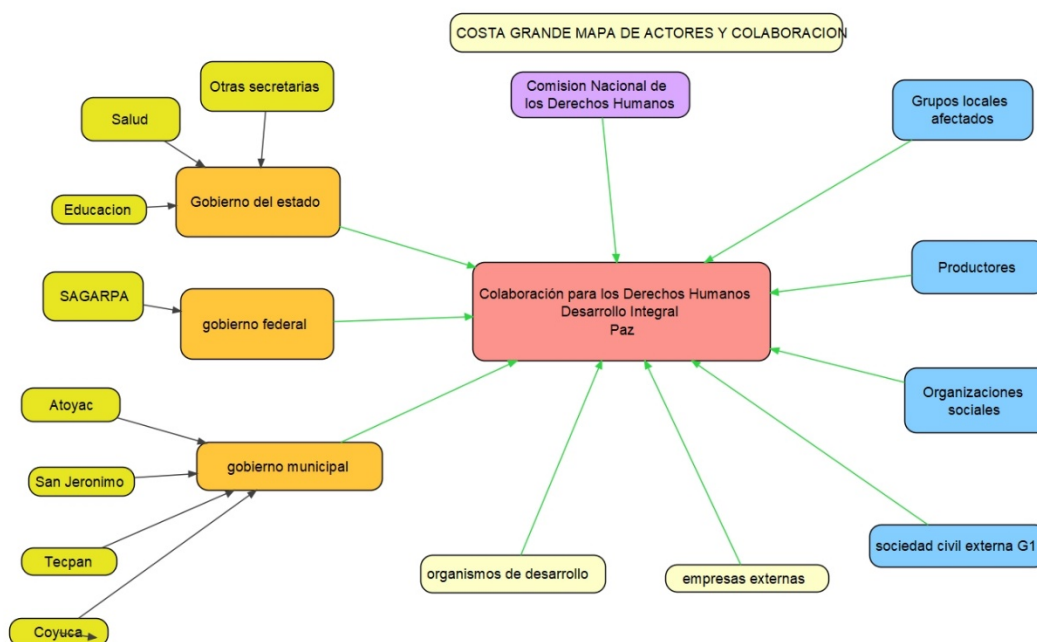 COSTA GRANDE MAPA DE ACTORES Y COLABORACION
Otras secretarias
Comision Nacional de
los Derechos Humanos
Grupos locales
afectados
Salud
Educacion
Gobierno del estado
Productores
SAGARPA
gobierno federal
Colaboración para los Derechos Humanos
Desarrollo Integral
Paz
Organizaciones
sociales
Atoyac
gobierno municipal
San Jeronimo
Tecpan
Coyuca
organismos de desarrollo
empresas externas
sociedad civil externa G1